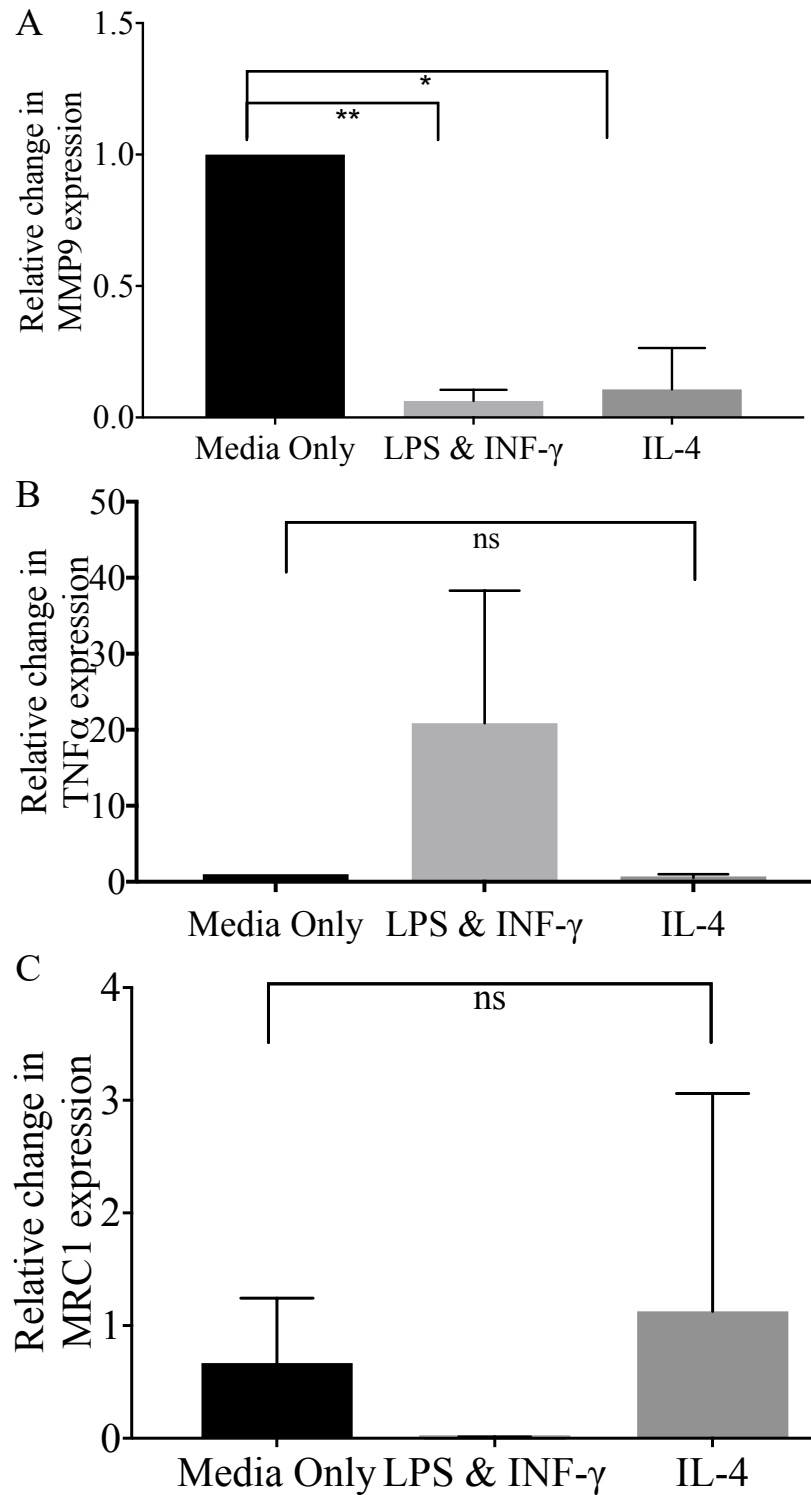 A
Relative change in
MMP9 expression
1.5
1.0
0.5
0.0
*
**
Media Only LPS & INF-γ IL-4
B
Relative change in
TNFα expression
50
40
30
20
10
0
ns
Media Only LPS & INF-γ IL-4
C
Relative change in
MRC1 expression
4
3
2
1
0
ns
Media Only LPS & INF-γ IL-4